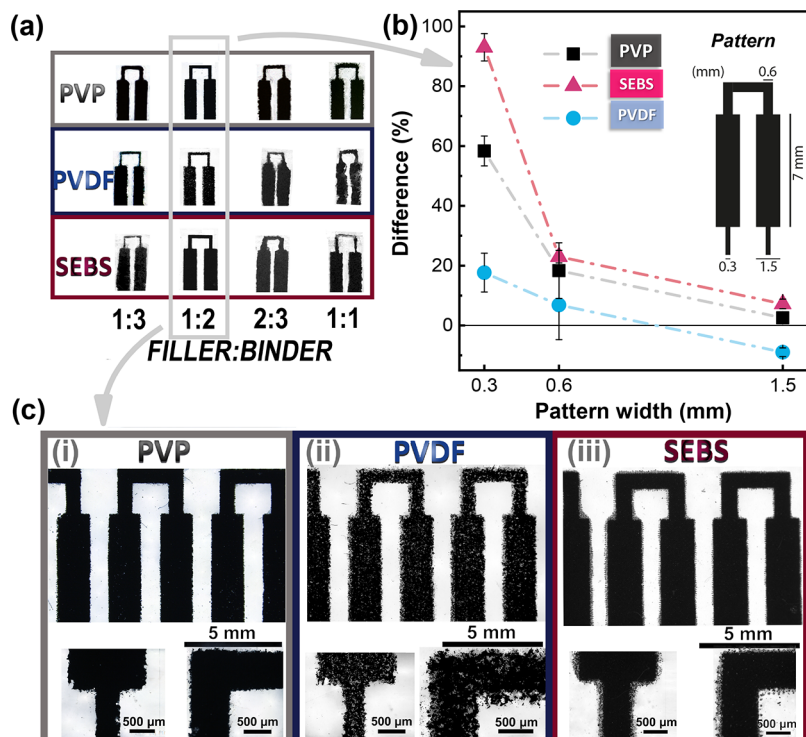 (a)
PVP
PVDF
SEBS
1:3 1:2 2:3 1:1
FILLER:BINDER
(b)
100
80
60
40
20
0
Difference (%)
PVP
SEBS
PVDF
Pattern
(mm)
0.6
7 mm
0.3
1.5
0.3 0.6 1.5
Pattern width (mm)
(c)
(i) PVP
5 mm
500 µm 500 µm
(ii) PVDF
5 mm
500 µm 500 µm
(iii) SEBS
5 mm
500 µm 500 µm